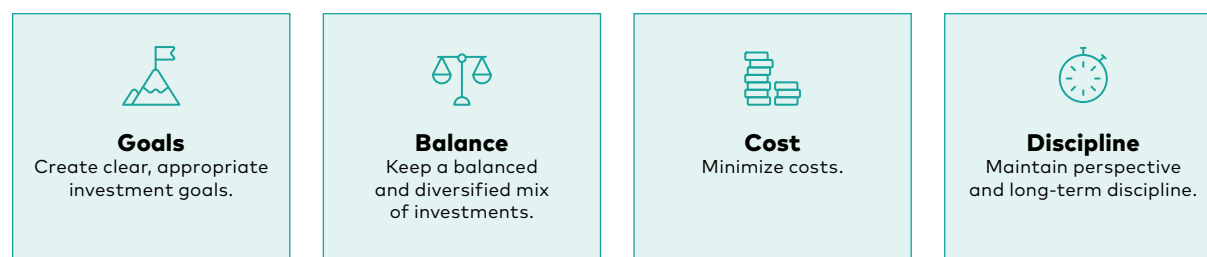 Goals
Create clear, appropriate
investment goals.
Balance
Keep a balanced
and diversified mix
of investments.
Cost
Minimize costs.
Discipline
Maintain perspective
and long-term discipline.